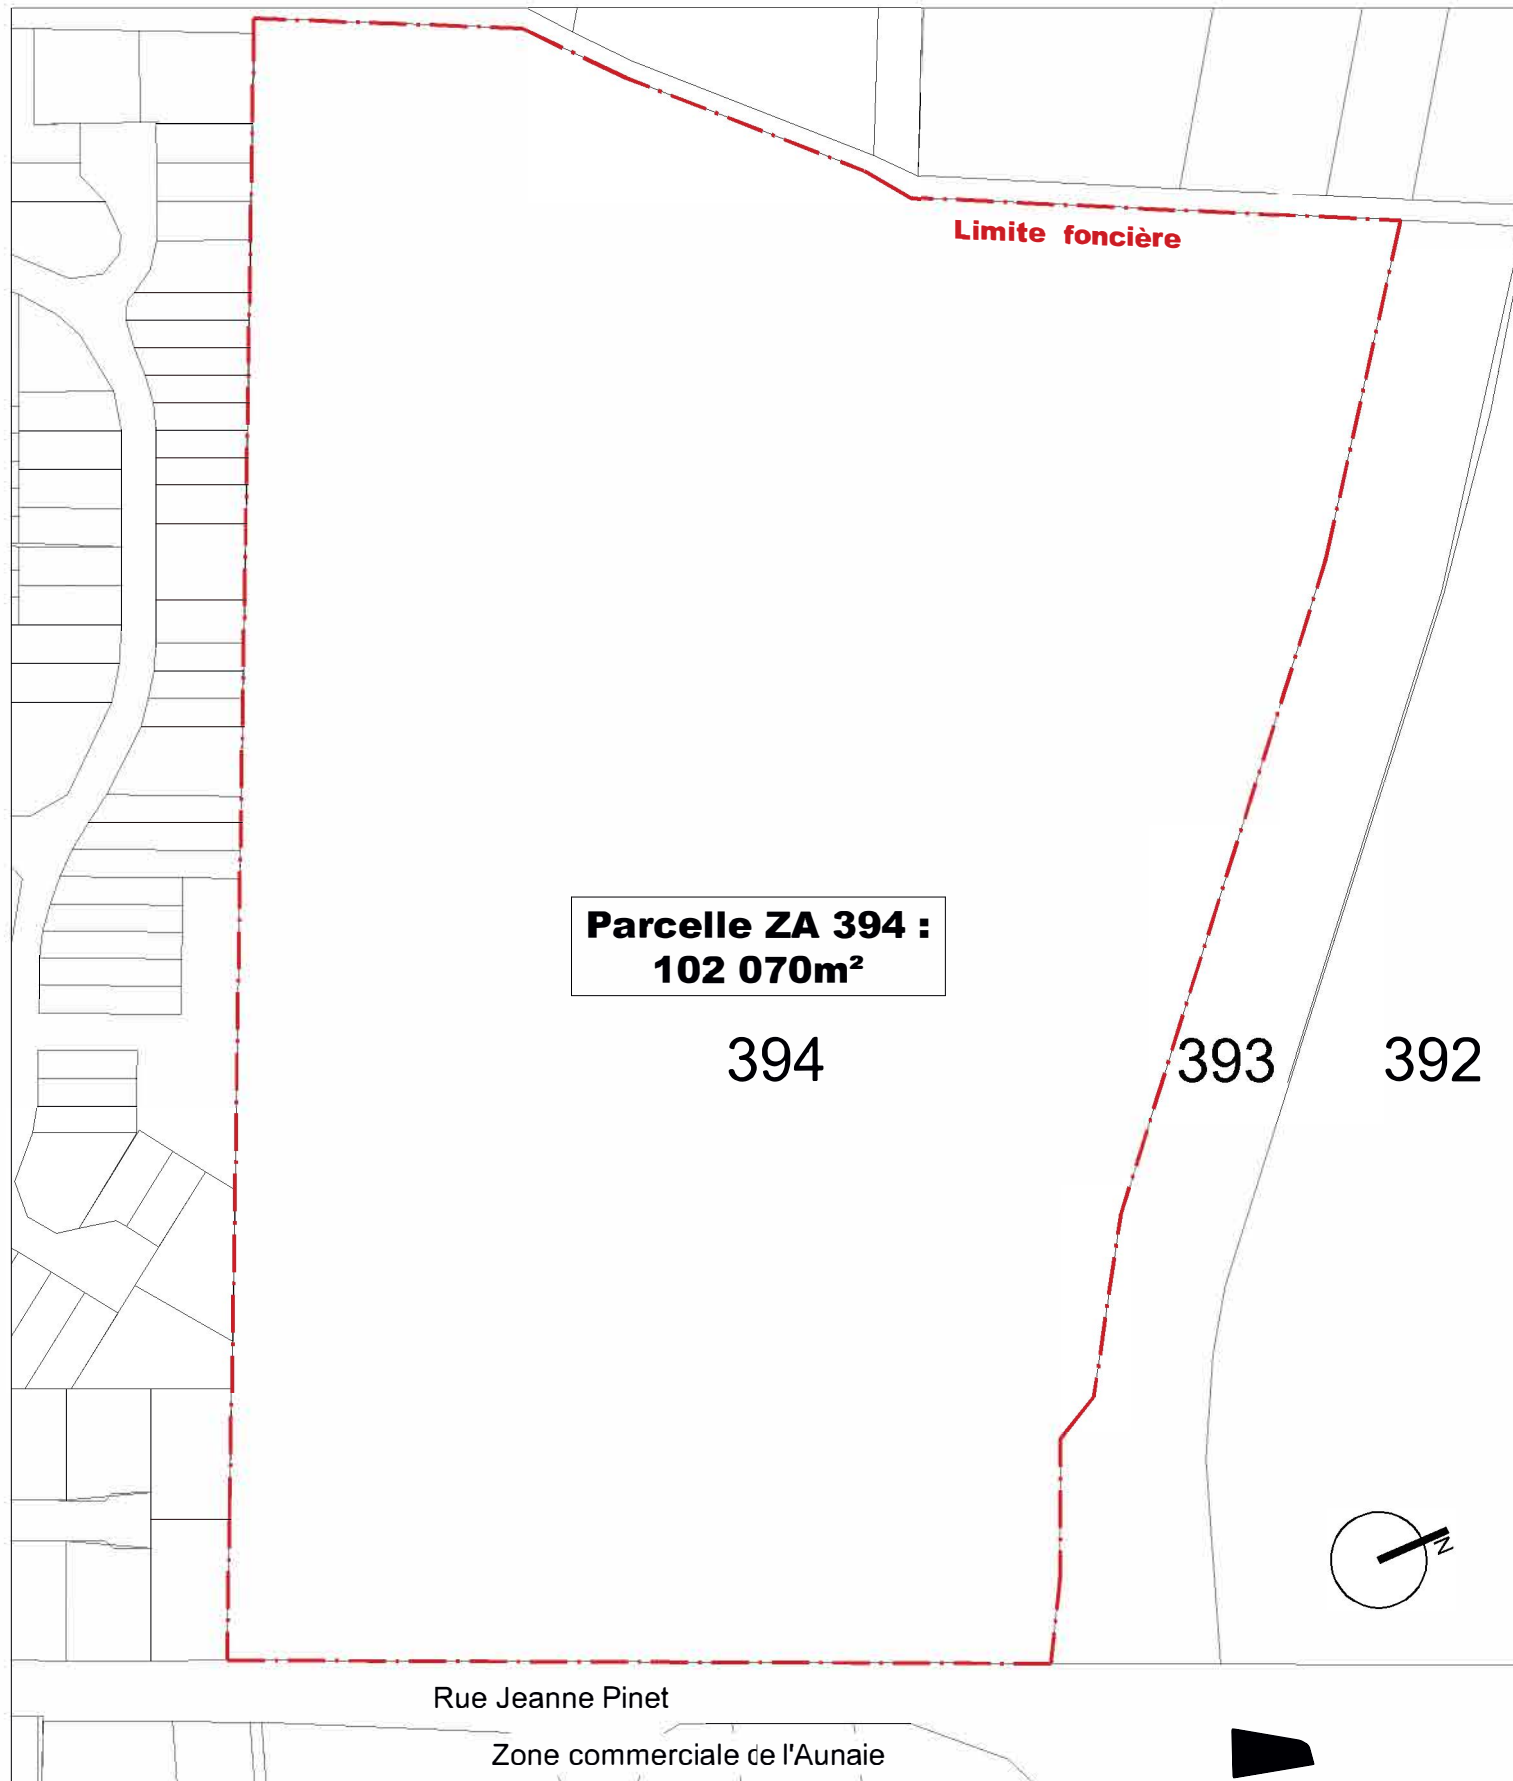 Limite foncière
Parcelle ZA 394 :
102 070m²
394
393
392
N
Rue Jeanne Pinet
Zone commerciale de l'Aunaie